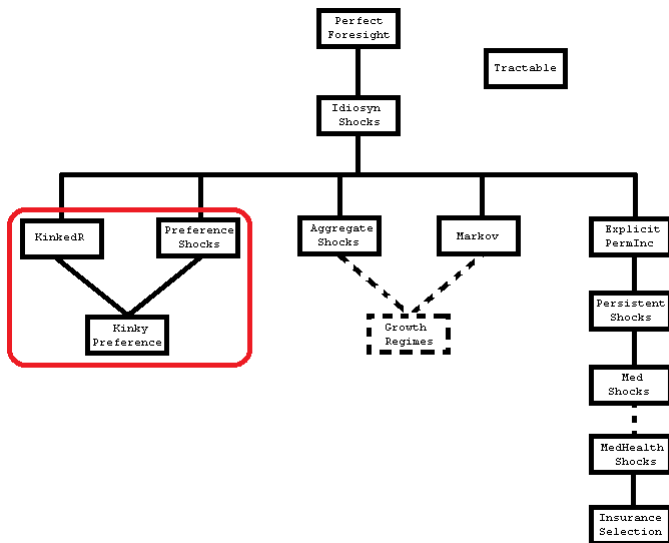 Perfect
Foresight
Tractable
Idiosyn
Shocks
KinkedR
Preference
Shocks
Aggregate
Shocks
Markov
Explicit
PermInc
Kinky
Preference
Growth
Regimes
Persistent
Shocks
Med
Shocks
MedHealth
Shocks
Insurance
Selection